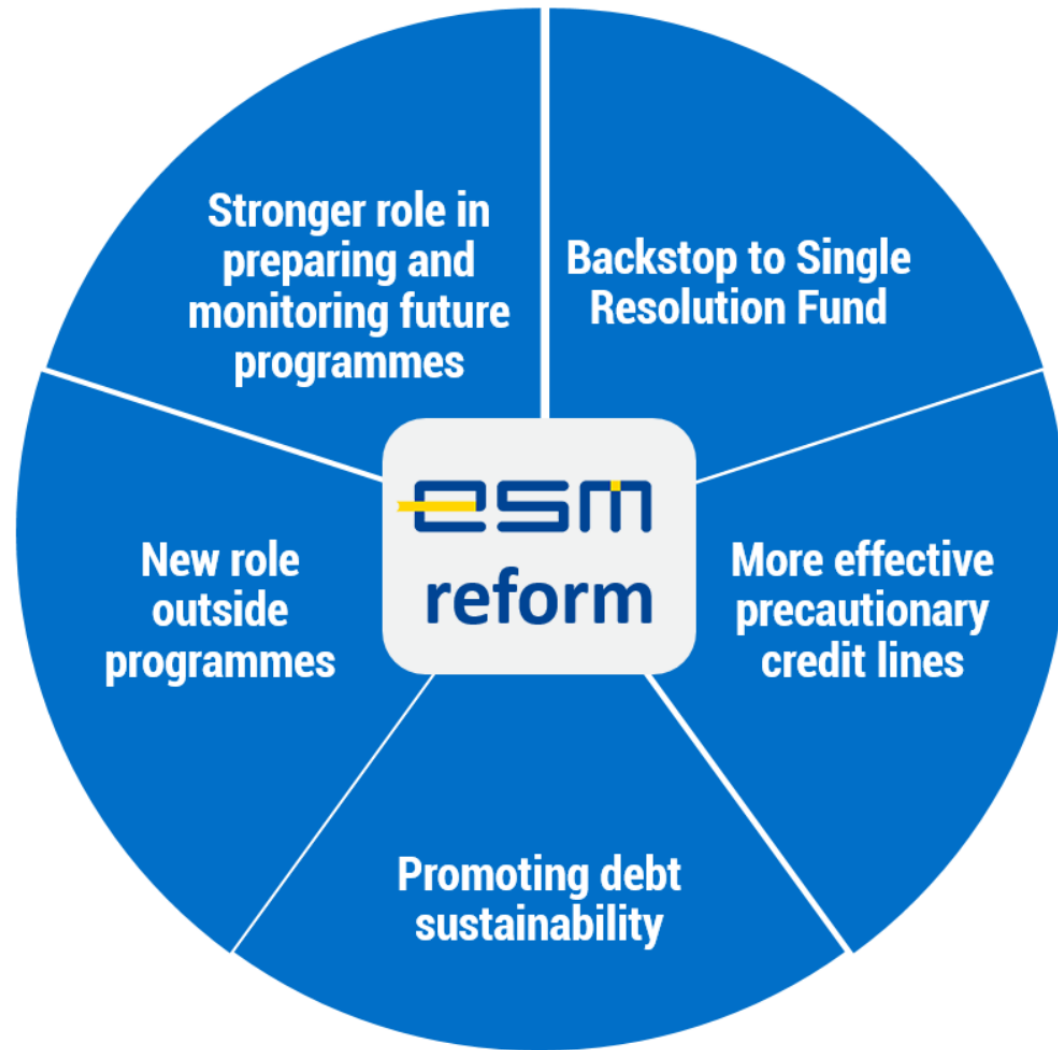 Stronger role in
preparing and
monitoring future
programmes
Backstop to Single
Resolution Fund
esm
reform
New role
outside
programmes
More effective
precautionary
credit lines
Promoting debt
sustainability